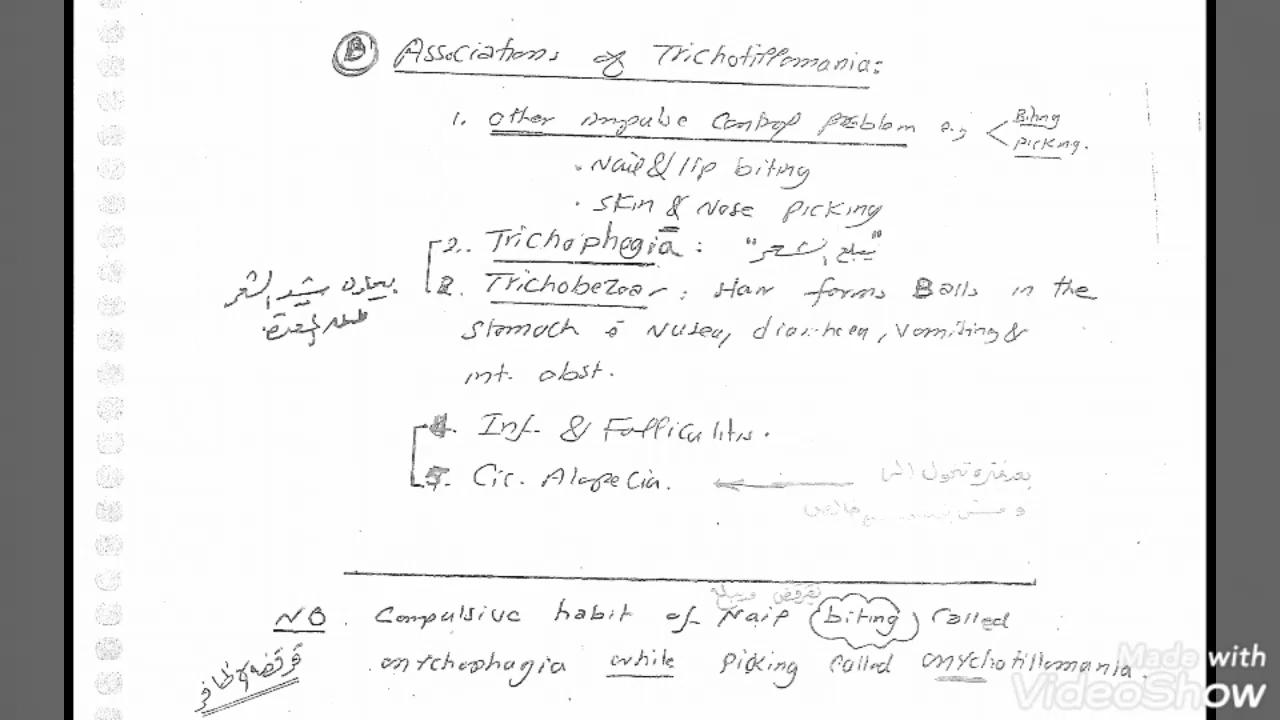 B Associations of Trichotillomania:
1. other impulse control problem e.g Biting
picking.
. Nail & lip biting
. Skin & Nose picking
2. Trichophagia : "يبلع الشعر"
2. Trichobezoar : Hair forms Balls in the
stomach ē Nusea, diarrhea, vomiting &
int. obst.
4. Inf. & Folliculitis.
5. Cic. Alopecia.
NB. Compulsive habit of Nail biting called
onychophagia while picking called onychotillomania.
Made with
VideoShow